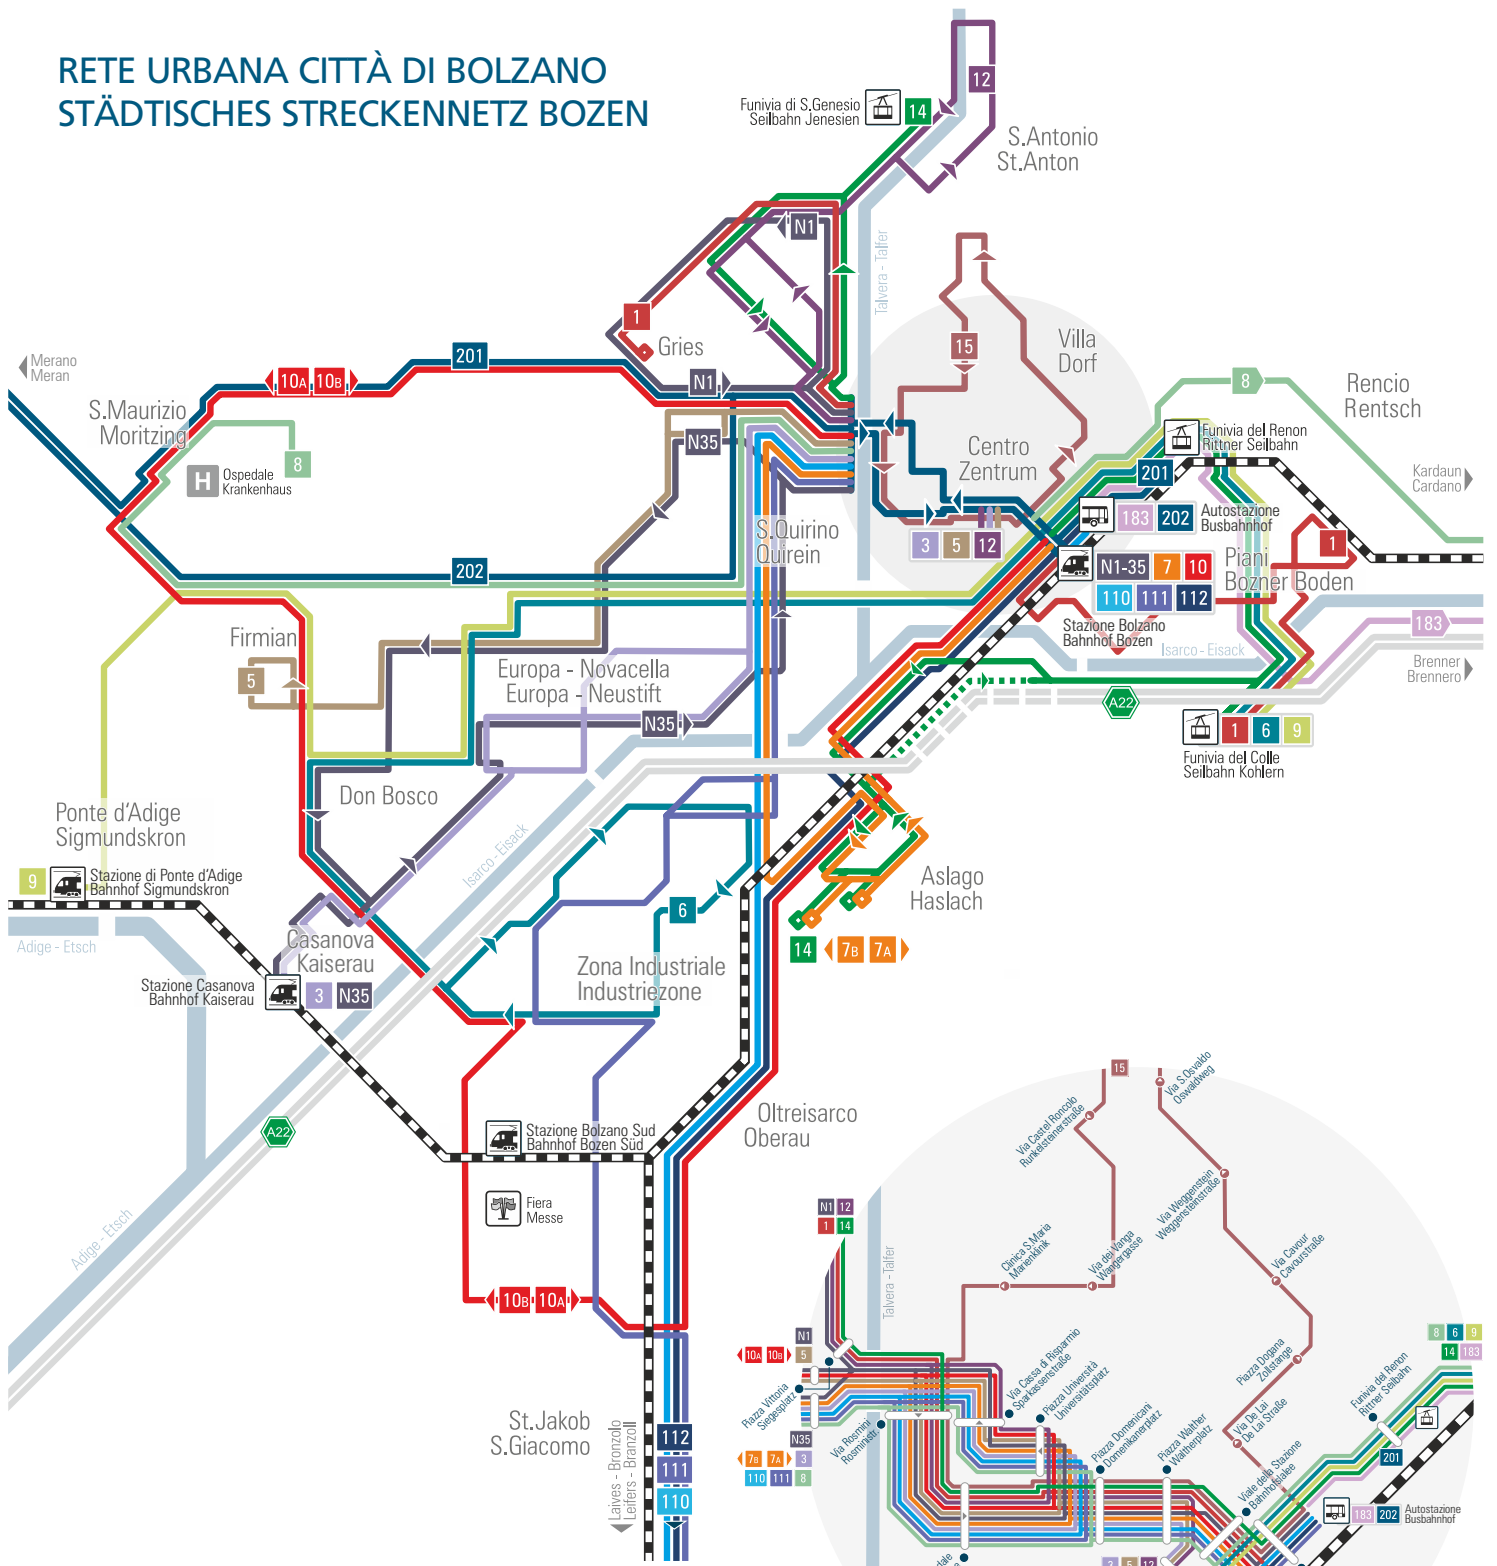 RETE URBANA CITTÀ DI BOLZANO
STÄDTISCHES STRECKENNETZ BOZEN
Funivia di S.Genesio
Seilbahn Jenesien
14
12
S.Antonio
St.Anton
Talvera - Talfer
N1
1
Gries
15
Villa
Dorf
Merano
Meran
10A 10B
201
N1
S.Maurizio
Moritzing
8
H
Ospedale
Krankenhaus
N35
Centro
Zentrum
8
Rencio
Rentsch
Funivia del Renon
Rittner Seilbahn
201
Kardaun
Cardano
183 202
Autostazione
Busbahnhof
S.Quirino
Quirein
3 5 12
N1-35 7 10
110 111 112
Stazione Bolzano
Bahnhof Bozen
Piani
Bozner Boden
1
202
Isarco - Eisack
183
Brenner
Brennero
A22
Firmian
5
Europa - Novacella
Europa - Neustift
N35
1 6 9
Funivia del Colle
Seilbahn Kohlern
Don Bosco
Ponte d'Adige
Sigmundskron
9
Stazione di Ponte d'Adige
Bahnhof Sigmundskron
Isarco - Eisack
Adige - Etsch
6
Aslago
Haslach
14
7B 7A
Casanova
Kaiserau
Stazione Casanova
Bahnhof Kaiserau
3 N35
Zona Industriale
Industriezone
A22
Stazione Bolzano Sud
Bahnhof Bozen Süd
Oltreisarco
Oberau
Fiera
Messe
Adige - Etsch
10B 10A
St.Jakob
S.Giacomo
Laives - Bronzolo
Leifers - Branzoll
112
111
110
15
Via S.Osvaldo
Oswaldweg
Via Castel Roncolo
Runkelsteinerstraße
Via Weggenstein
Weggensteinstraße
N1 12
1 14
Talvera - Talfer
Clinica S.Maria
Marienklinik
Via dei Vanga
Wangergasse
Via Cavour
Cavourstraße
N1
10A 10B 5
Piazza Vittoria
Siegesplatz
Via Rosmini
Rosministr.
Via Cassa di Risparmio
Sparkassenstraße
Piazza Università
Universitätsplatz
Piazza Domenicani
Domenikanerplatz
Piazza Walther
Waltherplatz
Piazza Dogana
Zollstange
Via De Lai
De Lai Straße
Viale della Stazione
Bahnhofsallee
Funivia del Renon
Rittner Seilbahn
8 6 9
14 183
201
N35
7B 7A 3
110 111 8
183 202
Autostazione
Busbahnhof
3 5 12